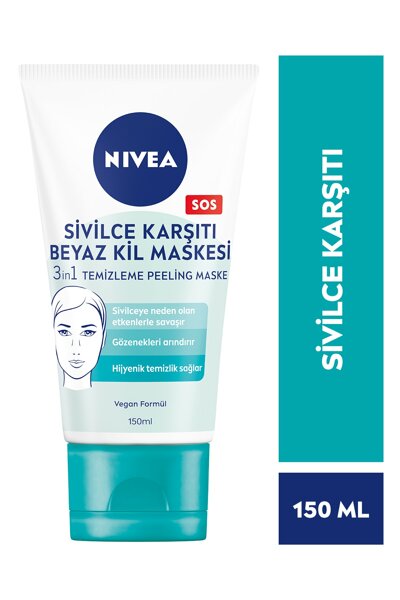 NIVEA
SOS
SİVİLCE KARŞITI
BEYAZ KİL MASKESİ
3in1 TEMİZLEME PEELING MASKE
Sivilceye neden olan
etkenlerle savaşır
Gözenekleri arındırır
Hijyenik temizlik sağlar
Vegan Formül
150ml
SİVİLCE KARŞITI
150 ML